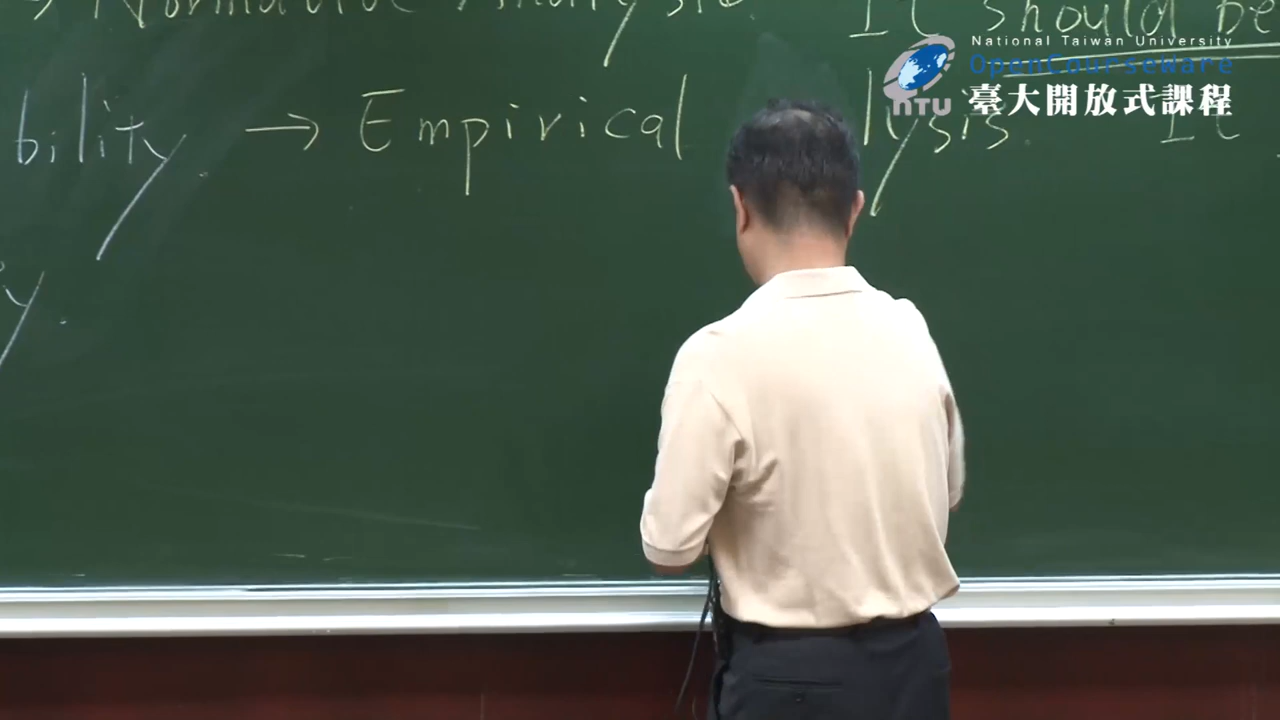 → Normative Analysis. It should be
bility → Empirical lysis. It
y
National Taiwan University
OpenCourseware
NTU 臺大開放式課程